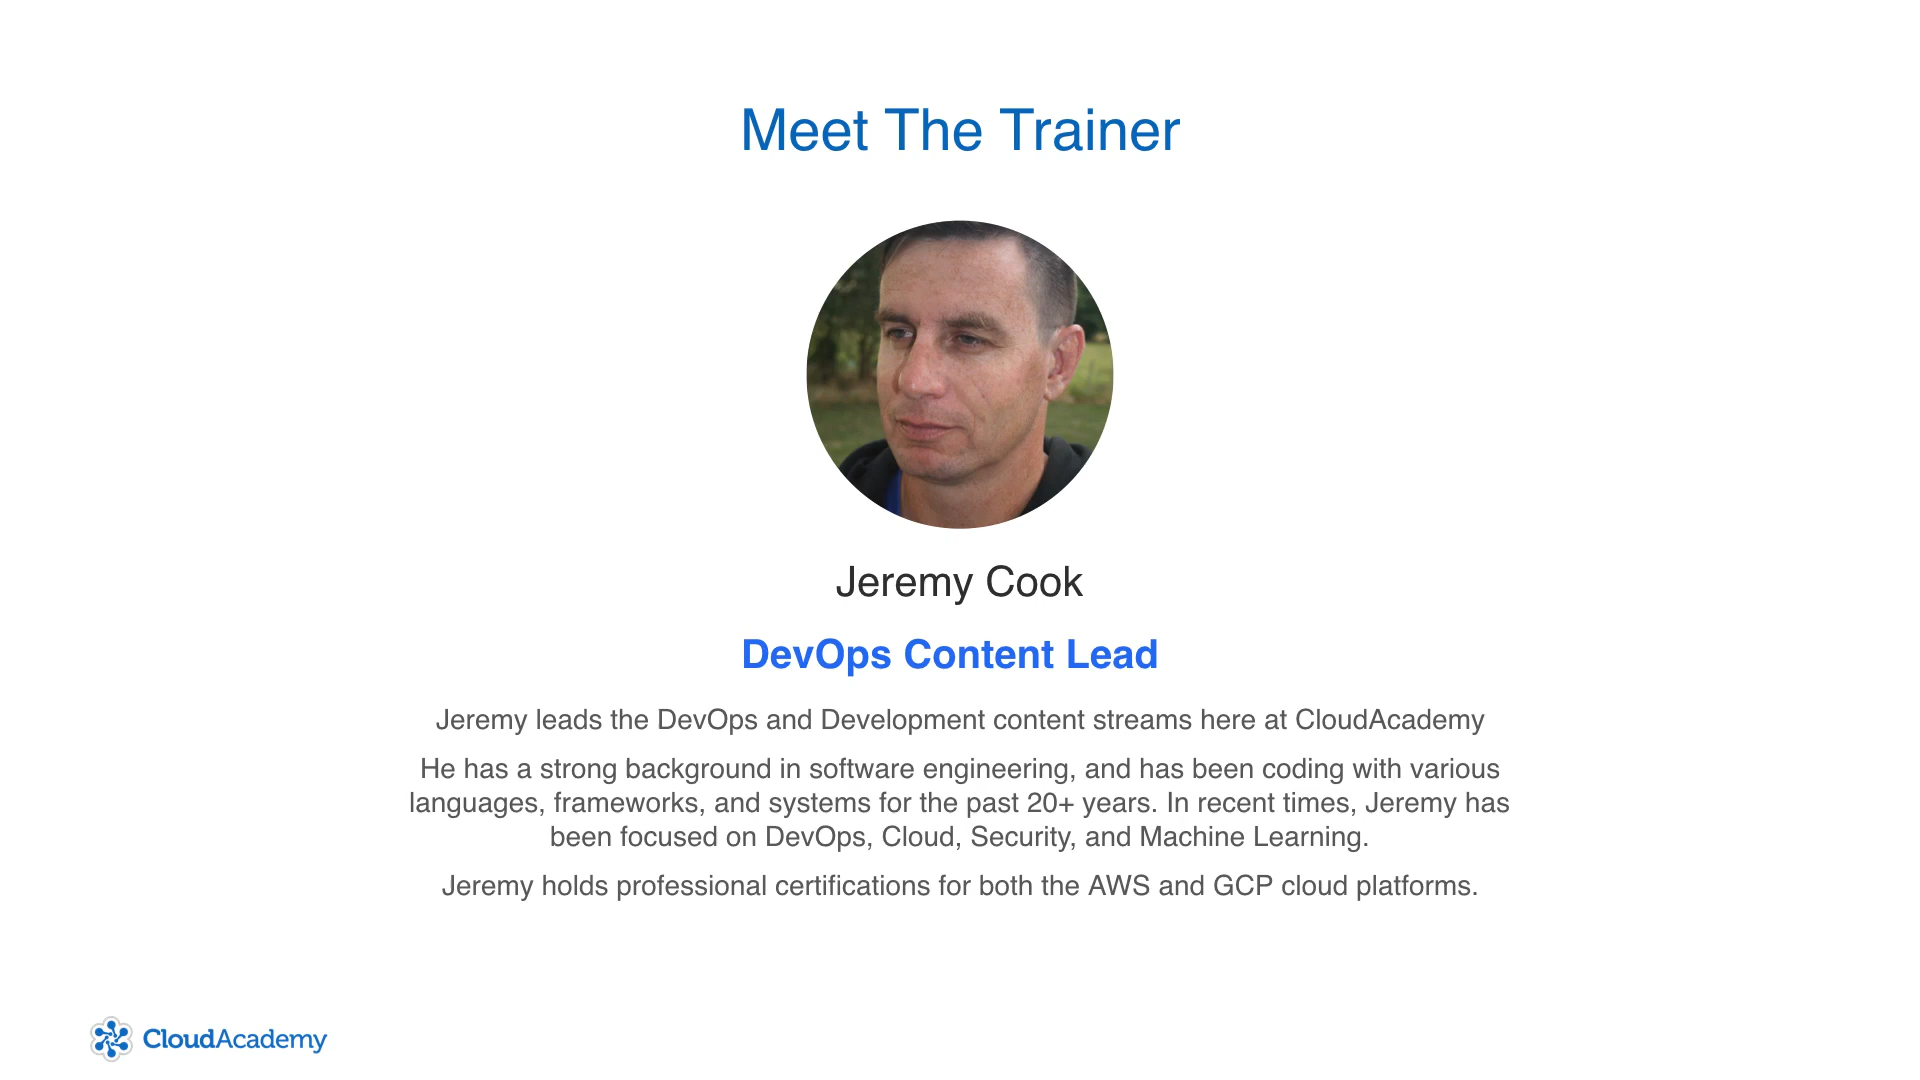 Meet The Trainer
Jeremy Cook
DevOps Content Lead
Jeremy leads the DevOps and Development content streams here at CloudAcademy
He has a strong background in software engineering, and has been coding with various
languages, frameworks, and systems for the past 20+ years. In recent times, Jeremy has
been focused on DevOps, Cloud, Security, and Machine Learning.
Jeremy holds professional certifications for both the AWS and GCP cloud platforms.
CloudAcademy